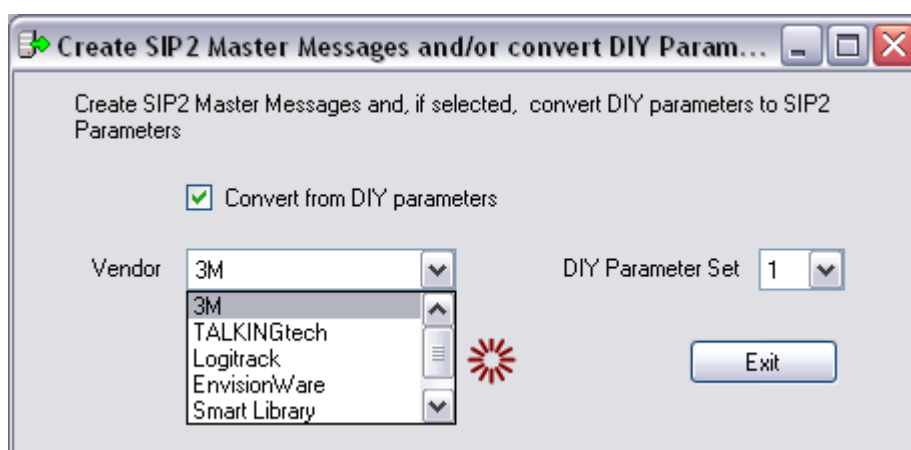 Create SIP2 Master Messages and/or convert DIY Param...
Create SIP2 Master Messages and, if selected, convert DIY parameters to SIP2
Parameters
Convert from DIY parameters
Vendor 3M DIY Parameter Set 1
3M
TALKINGtech
Logitrack
EnvisionWare
Smart Library
Exit